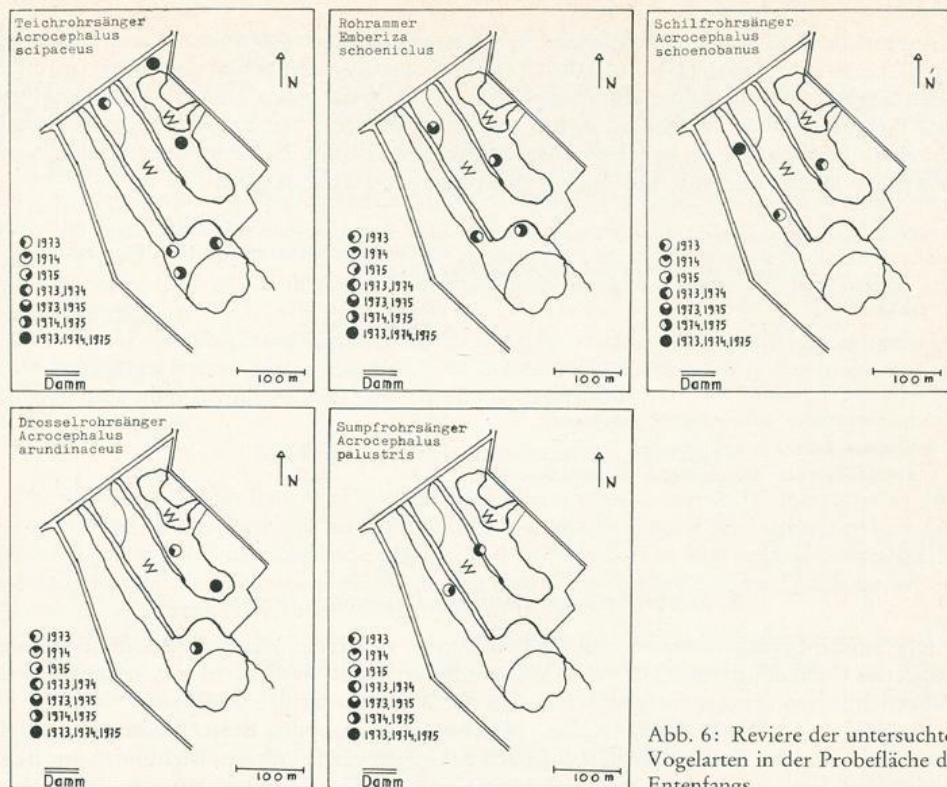 Teichrohrsänger
Acrocephalus
scipaceus
N
W
W
1973
1974
1975
1973,1974
1973,1975
1974,1975
1973,1974,1975
Damm
100 m
Rohrammer
Emberiza
schoeniclus
N
W
W
1973
1974
1975
1973,1974
1973,1975
1974,1975
1973,1974,1975
Damm
100 m
Schilfrohrsänger
Acrocephalus
schoenobanus
N
W
W
1973
1974
1975
1973,1974
1973,1975
1974,1975
1973,1974,1975
Damm
100 m
Drosselrohrsänger
Acrocephalus
arundinaceus
N
W
W
1973
1974
1975
1973,1974
1973,1975
1974,1975
1973,1974,1975
Damm
100 m
Sumpfrohrsänger
Acrocephalus
palustris
N
W
W
1973
1974
1975
1973,1974
1973,1975
1974,1975
1973,1974,1975
Damm
100 m
Abb. 6: Reviere der untersuchte
Vogelarten in der Probefläche d
Entenfangs